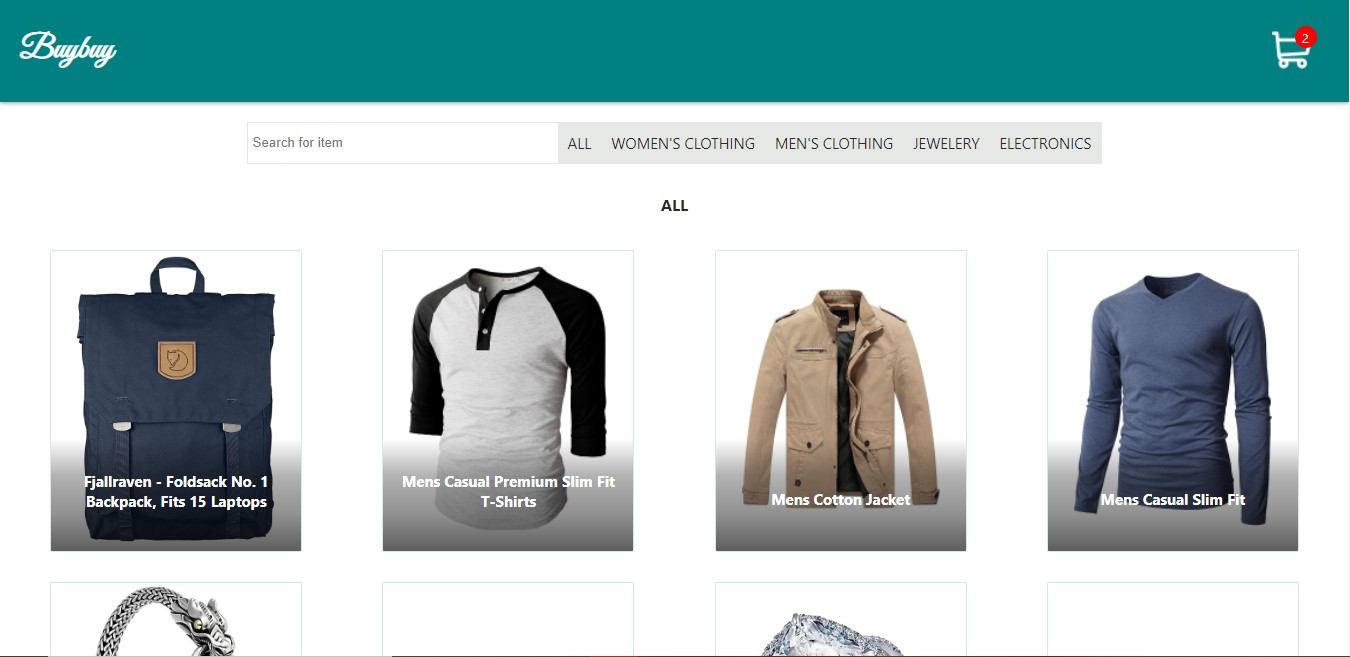 Buybuy
2
Search for item
ALL
WOMEN'S CLOTHING
MEN'S CLOTHING
JEWELERY
ELECTRONICS
ALL
Fjallraven - Foldsack No. 1
Backpack, Fits 15 Laptops
Mens Casual Premium Slim Fit
T-Shirts
Mens Cotton Jacket
Mens Casual Slim Fit